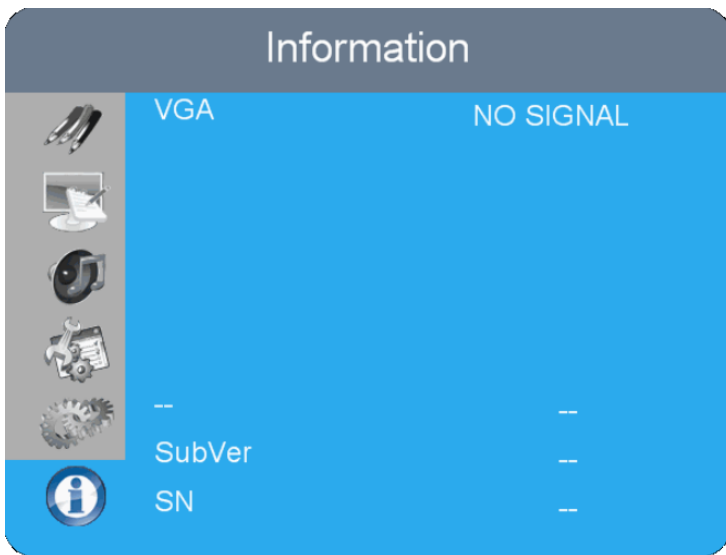 Information
VGA NO SIGNAL
-- --
SubVer --
SN --